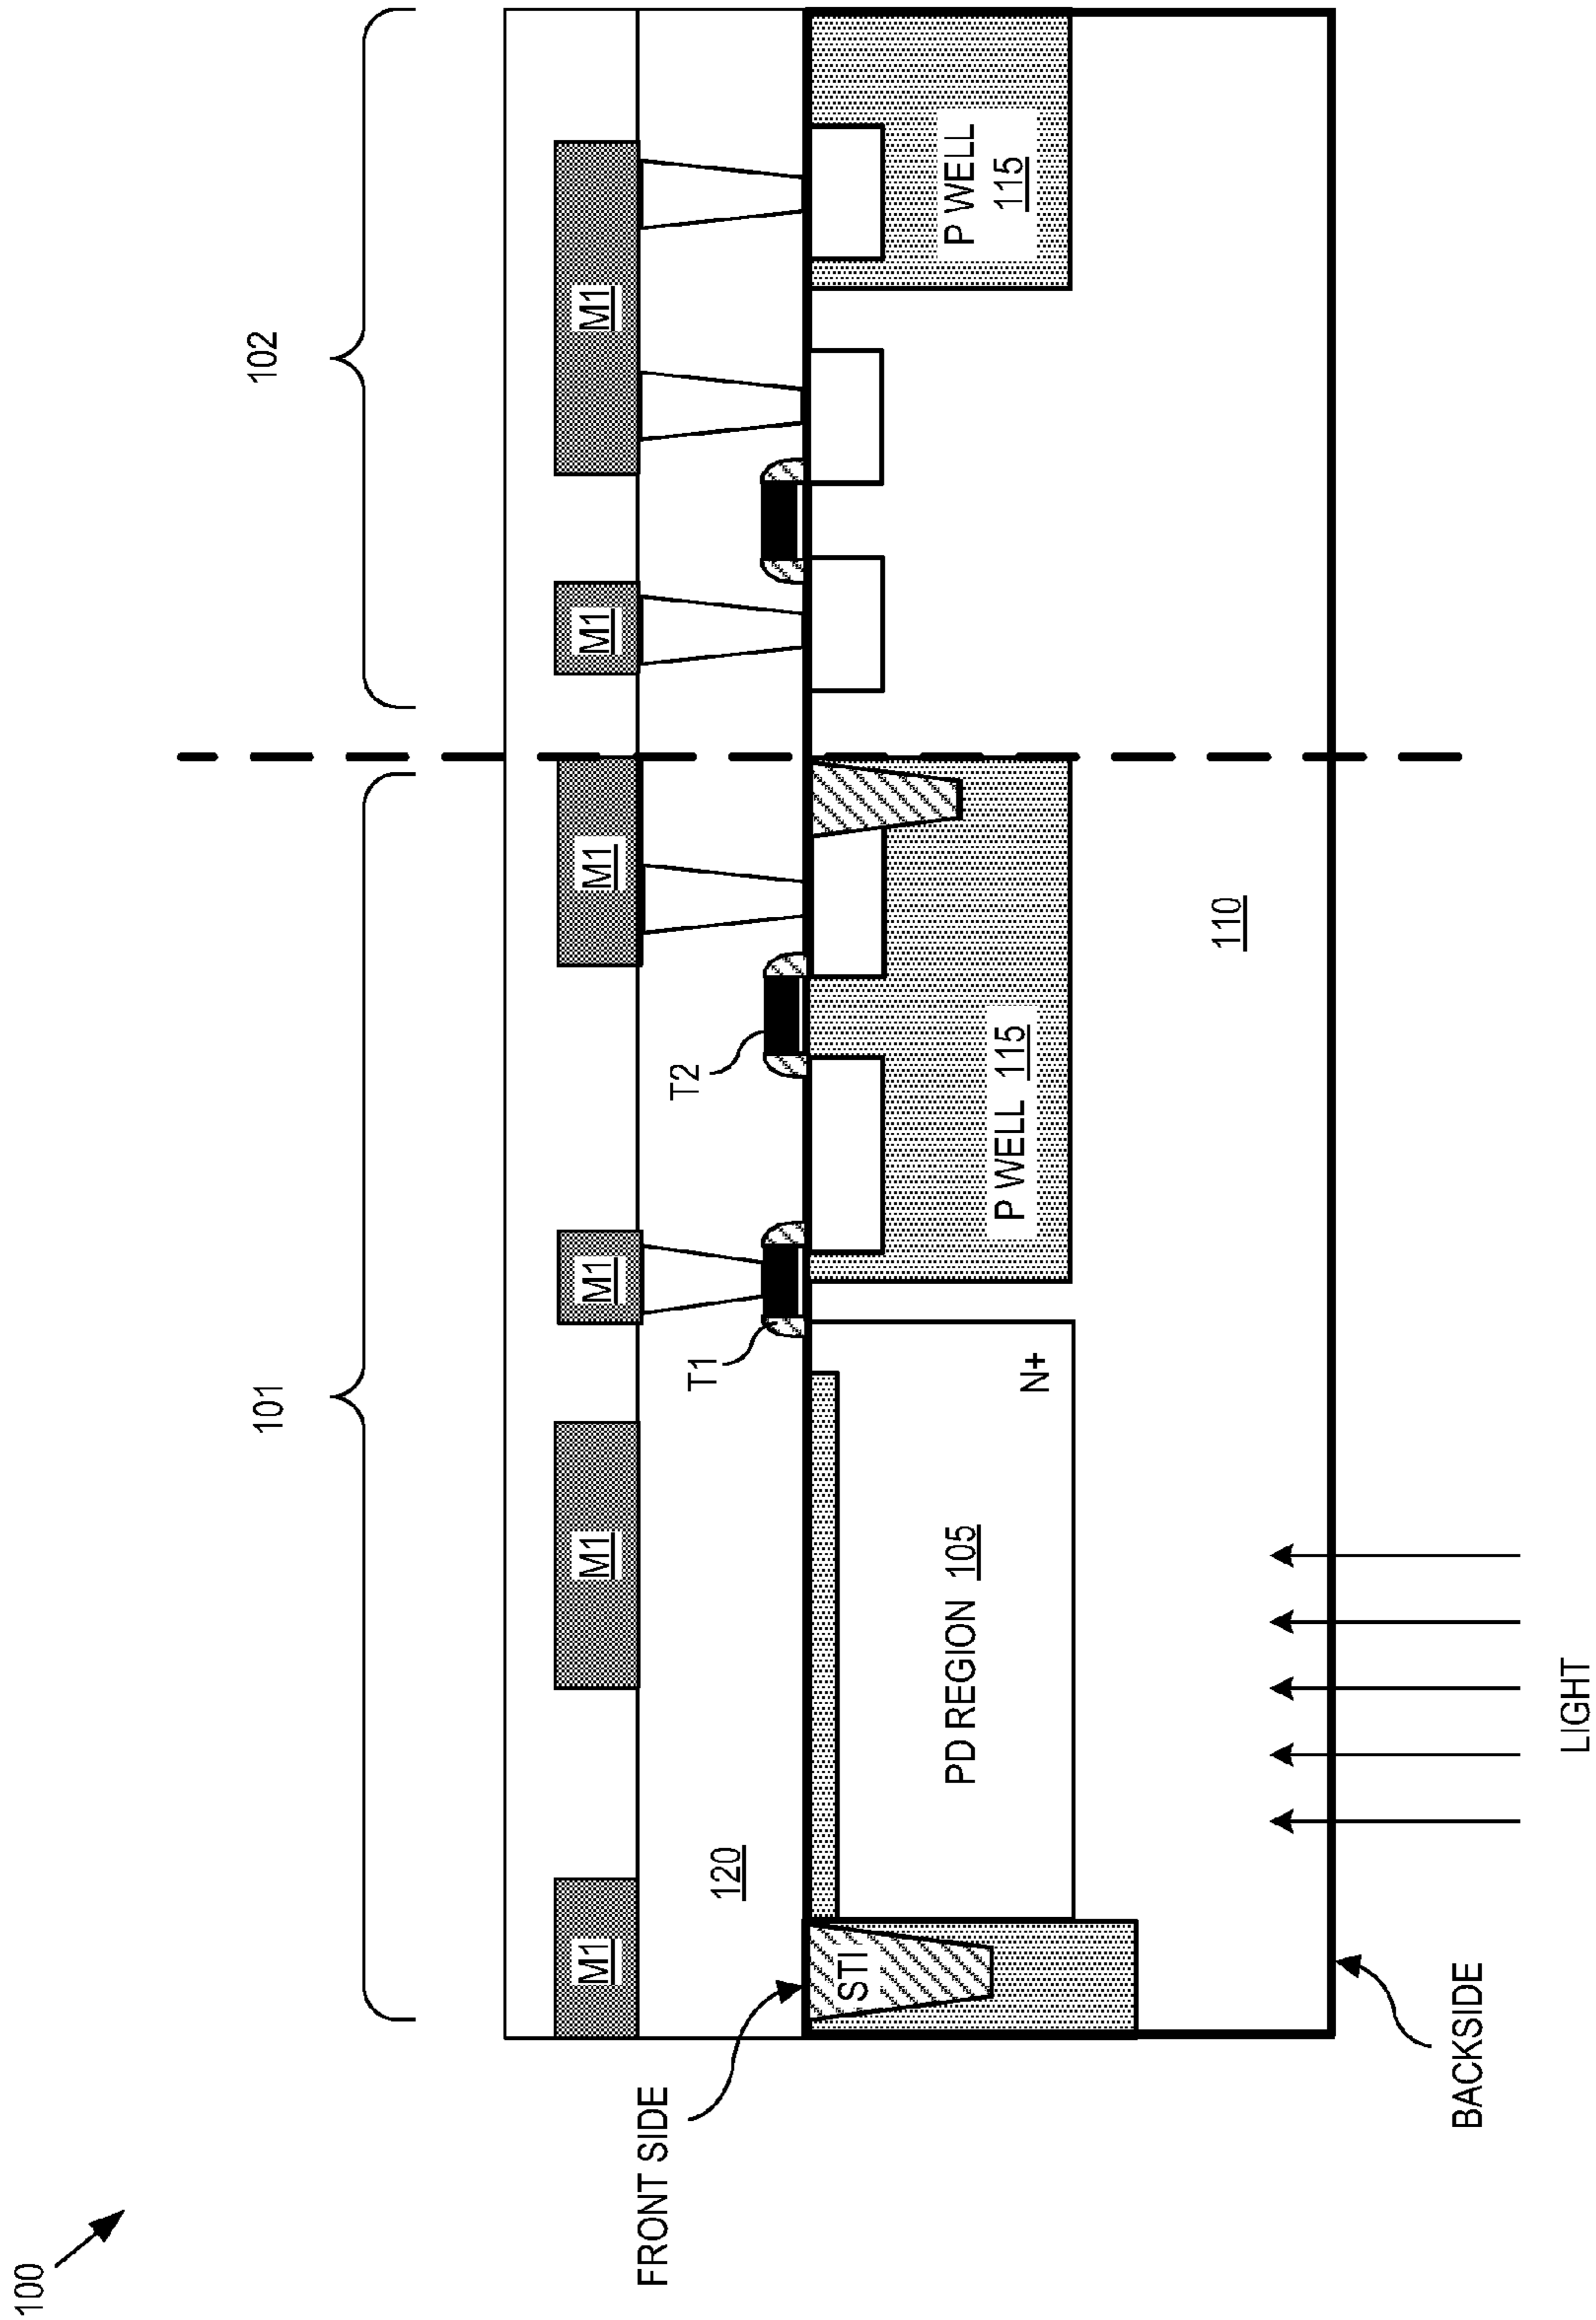 100
101
102
M1
M1
M1
M1
M1
M1
FRONT SIDE
T1
T2
120
STI
PD REGION 105
N+
P WELL 115
P WELL
115
110
BACKSIDE
LIGHT